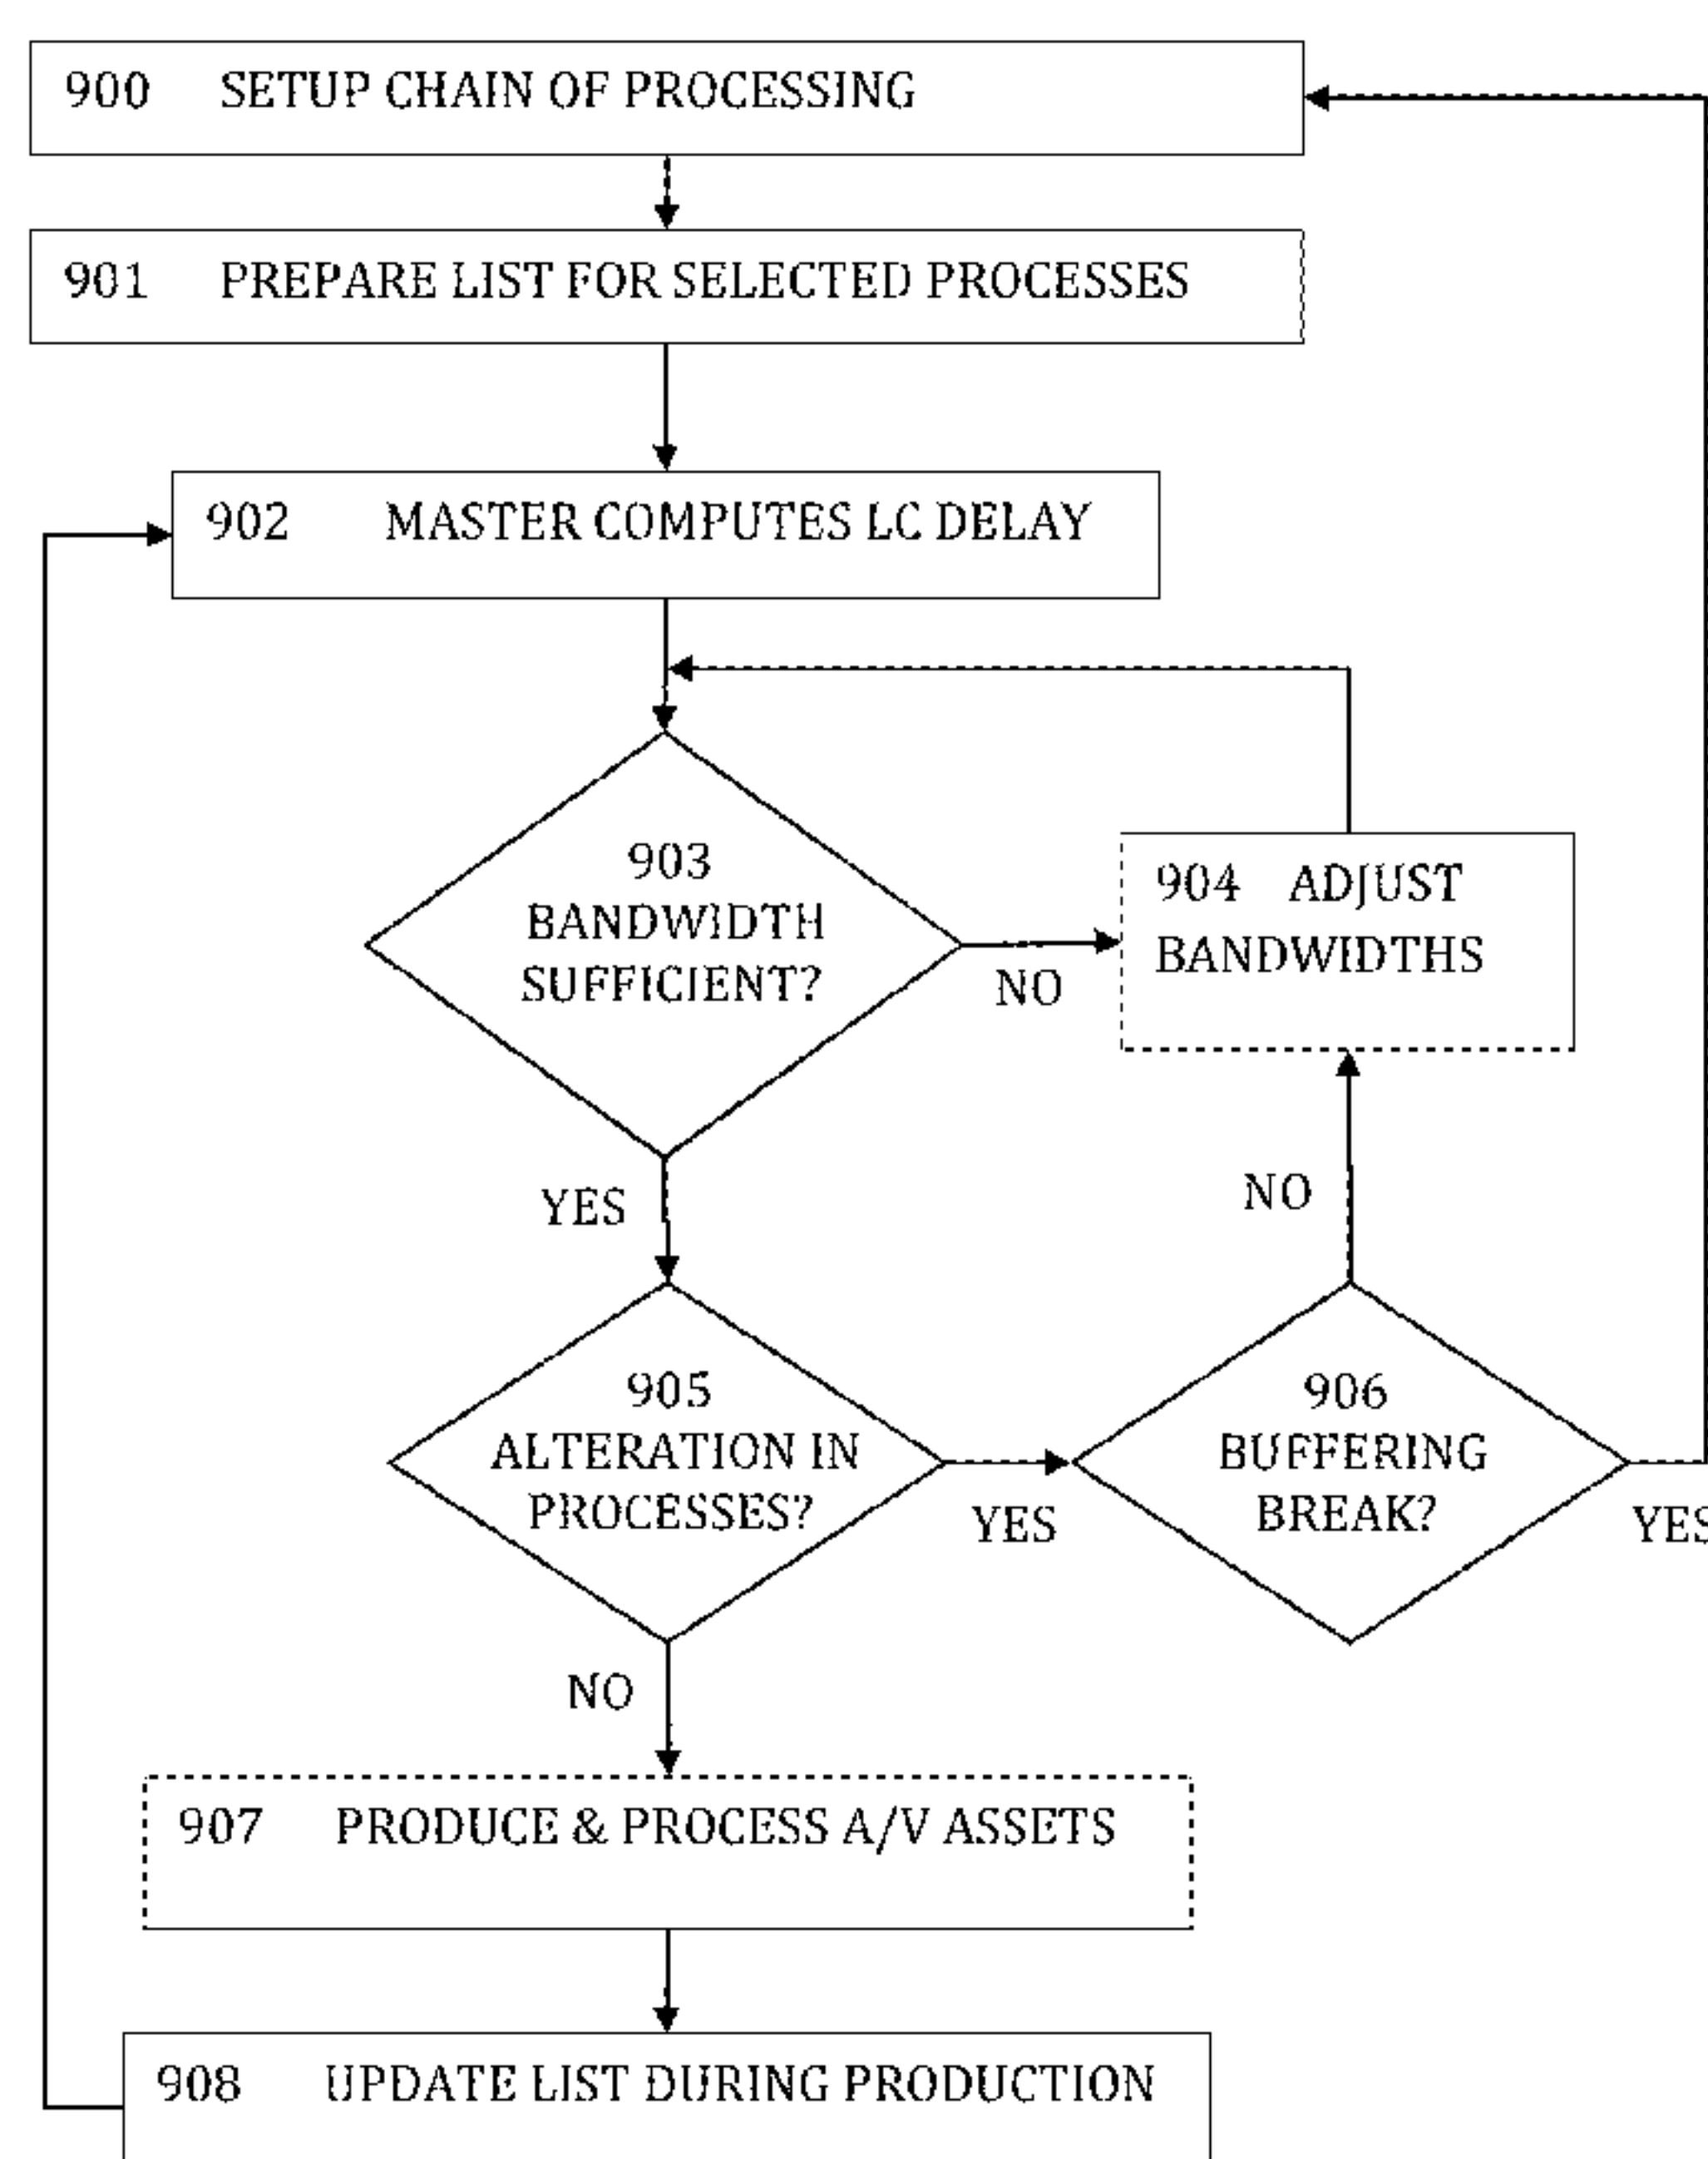 900 SETUP CHAIN OF PROCESSING
901 PREPARE LIST FOR SELECTED PROCESSES
902 MASTER COMPUTES LC DELAY
903
BANDWIDTH
SUFFICIENT?
NO
904 ADJUST
BANDWIDTHS
YES
NO
905
ALTERATION IN
PROCESSES?
YES
906
BUFFERING
BREAK?
YES
NO
907 PRODUCE & PROCESS A/V ASSETS
908 UPDATE LIST DURING PRODUCTION